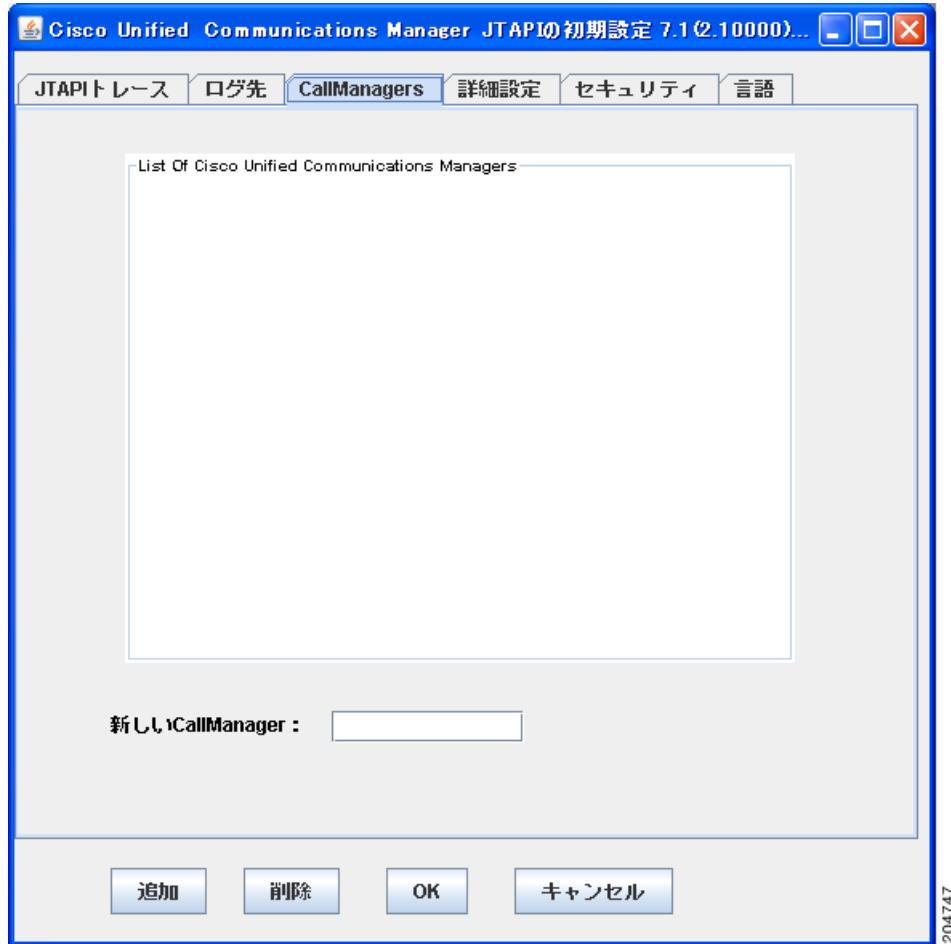 Cisco Unified Communications Manager JTAPIの初期設定 7.1(2.10000)...
JTAPIトレース ログ先 CallManagers 詳細設定 セキュリティ 言語
List Of Cisco Unified Communications Managers
新しいCallManager：
追加 削除 OK キャンセル
204747